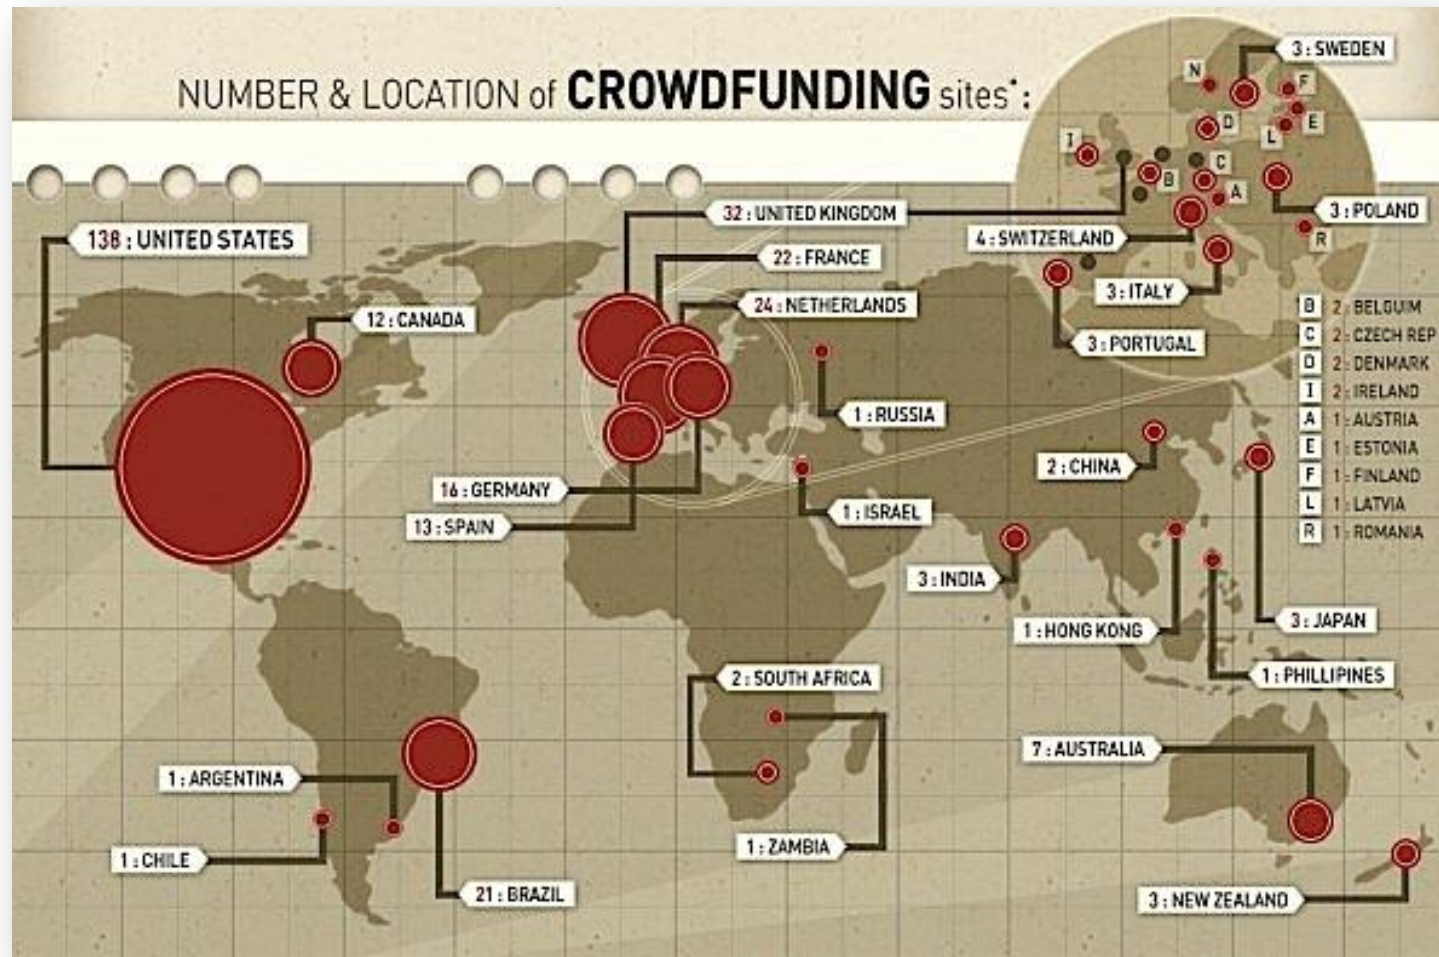 NUMBER & LOCATION of CROWDFUNDING sites*:
3 : SWEDEN
N
F
E
L
D
I
C
B
A
32 : UNITED KINGDOM
3 : POLAND
138 : UNITED STATES
4 : SWITZERLAND
R
22 : FRANCE
3 : ITALY
24 : NETHERLANDS
12 : CANADA
3 : PORTUGAL
B 2 : BELGUIM
C 2 : CZECH REP
D 2 : DENMARK
I 2 : IRELAND
A 1 : AUSTRIA
E 1 : ESTONIA
F 1 : FINLAND
L 1 : LATVIA
R 1 : ROMANIA
1 : RUSSIA
2 : CHINA
16 : GERMANY
1 : ISRAEL
13 : SPAIN
3 : INDIA
1 : HONG KONG
3 : JAPAN
2 : SOUTH AFRICA
1 : PHILLIPINES
7 : AUSTRALIA
1 : ARGENTINA
1 : ZAMBIA
1 : CHILE
21 : BRAZIL
3 : NEW ZEALAND